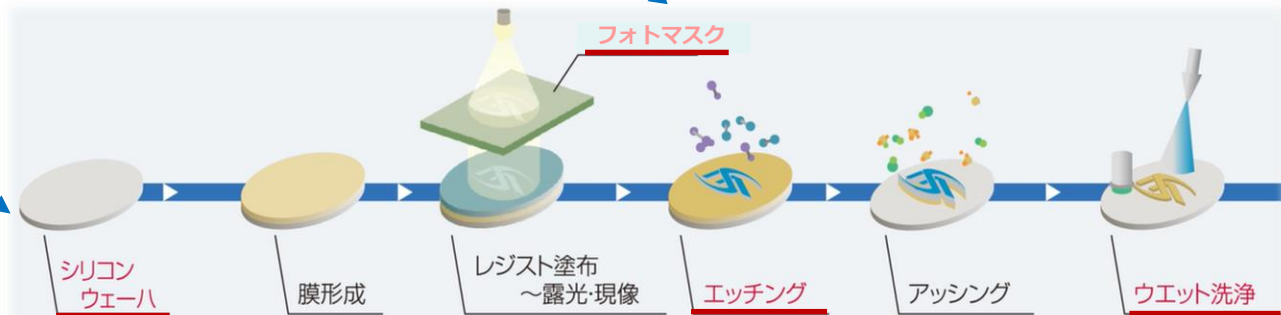 フォトマスク
シリコン
ウェーハ
膜形成
レジスト塗布
～露光・現像
エッチング
アッシング
ウエット洗浄